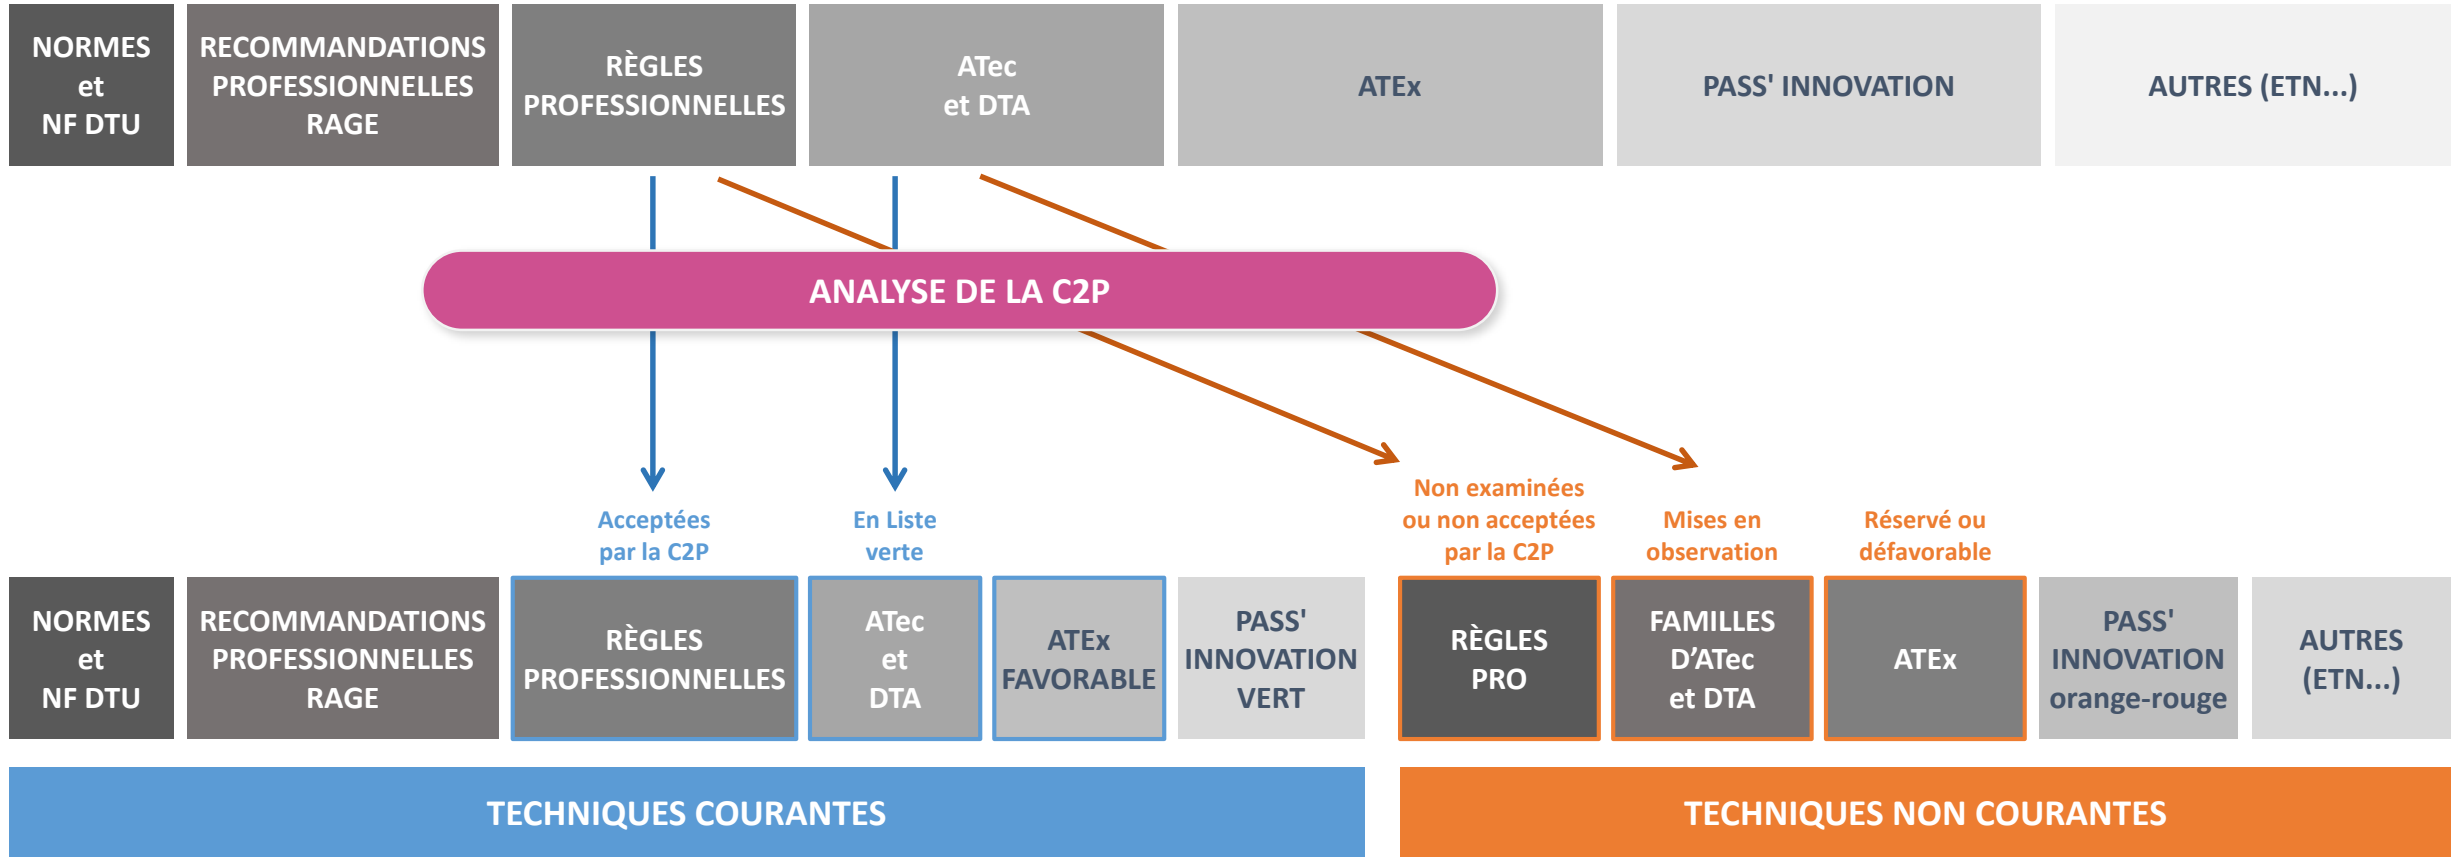 NORMES
et
NF DTU
RECOMMANDATIONS
PROFESSIONNELLES
RAGE
RÈGLES
PROFESSIONNELLES
ATec
et DTA
ATEx
PASS' INNOVATION
AUTRES (ETN...)
ANALYSE DE LA C2P
Acceptées
par la C2P
En Liste
verte
Non examinées
ou non acceptées
par la C2P
Mises en
observation
Réservé ou
défavorable
NORMES
et
NF DTU
RECOMMANDATIONS
PROFESSIONNELLES
RAGE
RÈGLES
PROFESSIONNELLES
ATec
et
DTA
ATEx
FAVORABLE
PASS'
INNOVATION
VERT
RÈGLES
PRO
FAMILLES
D’ATec
et DTA
ATEx
PASS'
INNOVATION
orange-rouge
AUTRES
(ETN...)
TECHNIQUES COURANTES
TECHNIQUES NON COURANTES